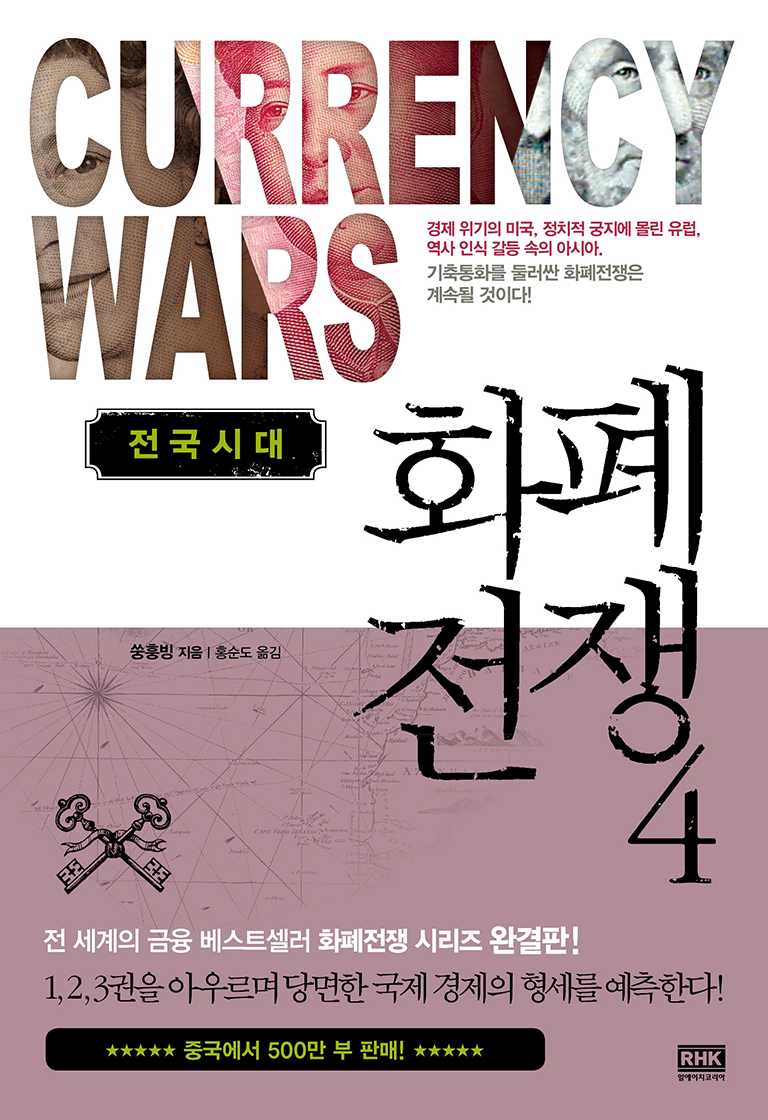 CURRENCY
WARS
경제 위기의 미국, 정치적 궁지에 몰린 유럽,
역사 인식 갈등 속의 아시아.
기축통화를 둘러싼 화폐전쟁은
계속될 것이다!
전국시대
화폐
전쟁
4
쑹훙빙 지음 | 홍순도 옮김
전 세계의 금융 베스트셀러 화폐전쟁 시리즈 완결판!
1, 2, 3권을 아우르며 당면한 국제 경제의 형세를 예측한다!
★★★★★ 중국에서 500만 부 판매! ★★★★★
RHK
알에이치코리아